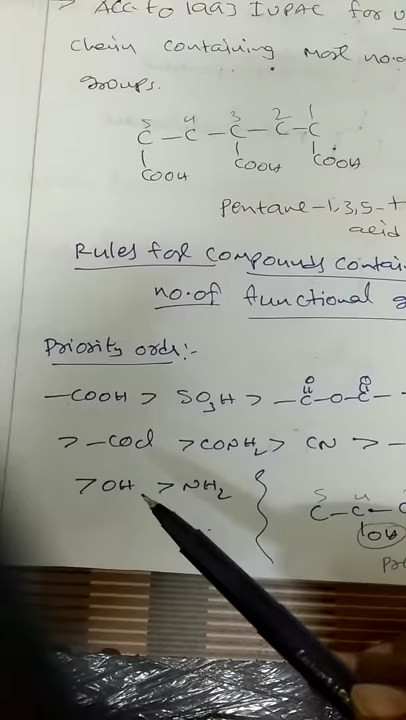 > Acc. to 1993 IUPAC for u
chain containing most no.o
groups.
5 4 3 2 1
C – C – C – C – C
COOH COOH COOH
pentane-1,3,5-t
acid
Rules for compounds contai
no.of functional g
Priority order:-
–COOH > SO3H > –C–O–C–
O O
> –COCl > CONH2 > CN > –
> OH > NH2
5 4
C – C – C
OH